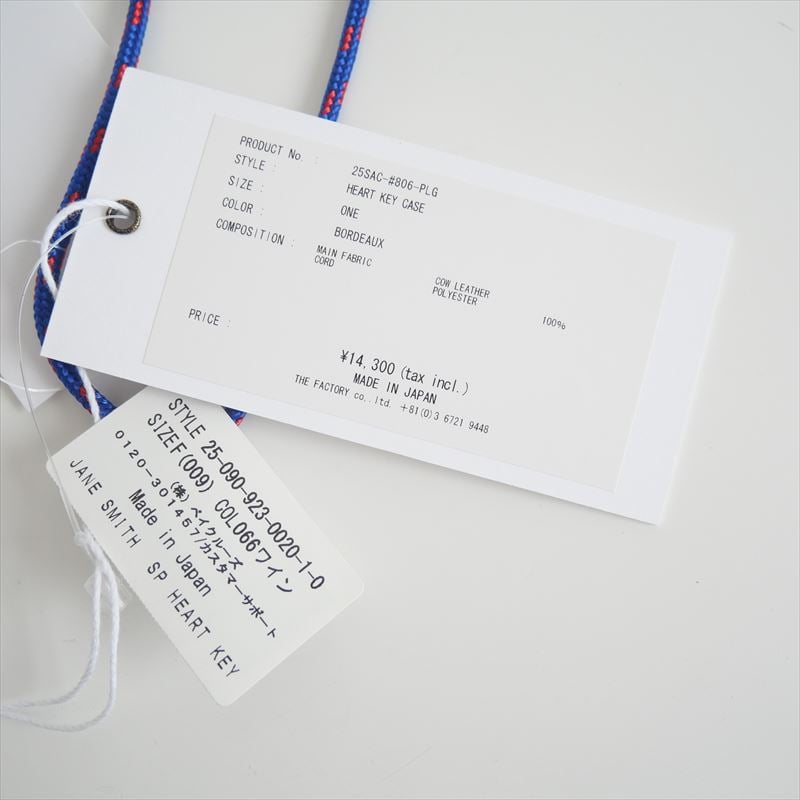 PRODUCT No. : 25SAC-#806-PLG
STYLE : HEART KEY CASE
SIZE : ONE
COLOR : BORDEAUX
COMPOSITION : MAIN FABRIC COW LEATHER 100%
CORD POLYESTER
PRICE :
¥14,300 (tax incl.)
MADE IN JAPAN
THE FACTORY co.,ltd. +81(0)3 6721 9448
STYLE 25-090-923-0020-1-0
SIZEF(009) COL066ワイン
(株) ベイクルーズ
0120-301457/カスタマーサポート
Made in Japan
JANE SMITH SP HEART KEY